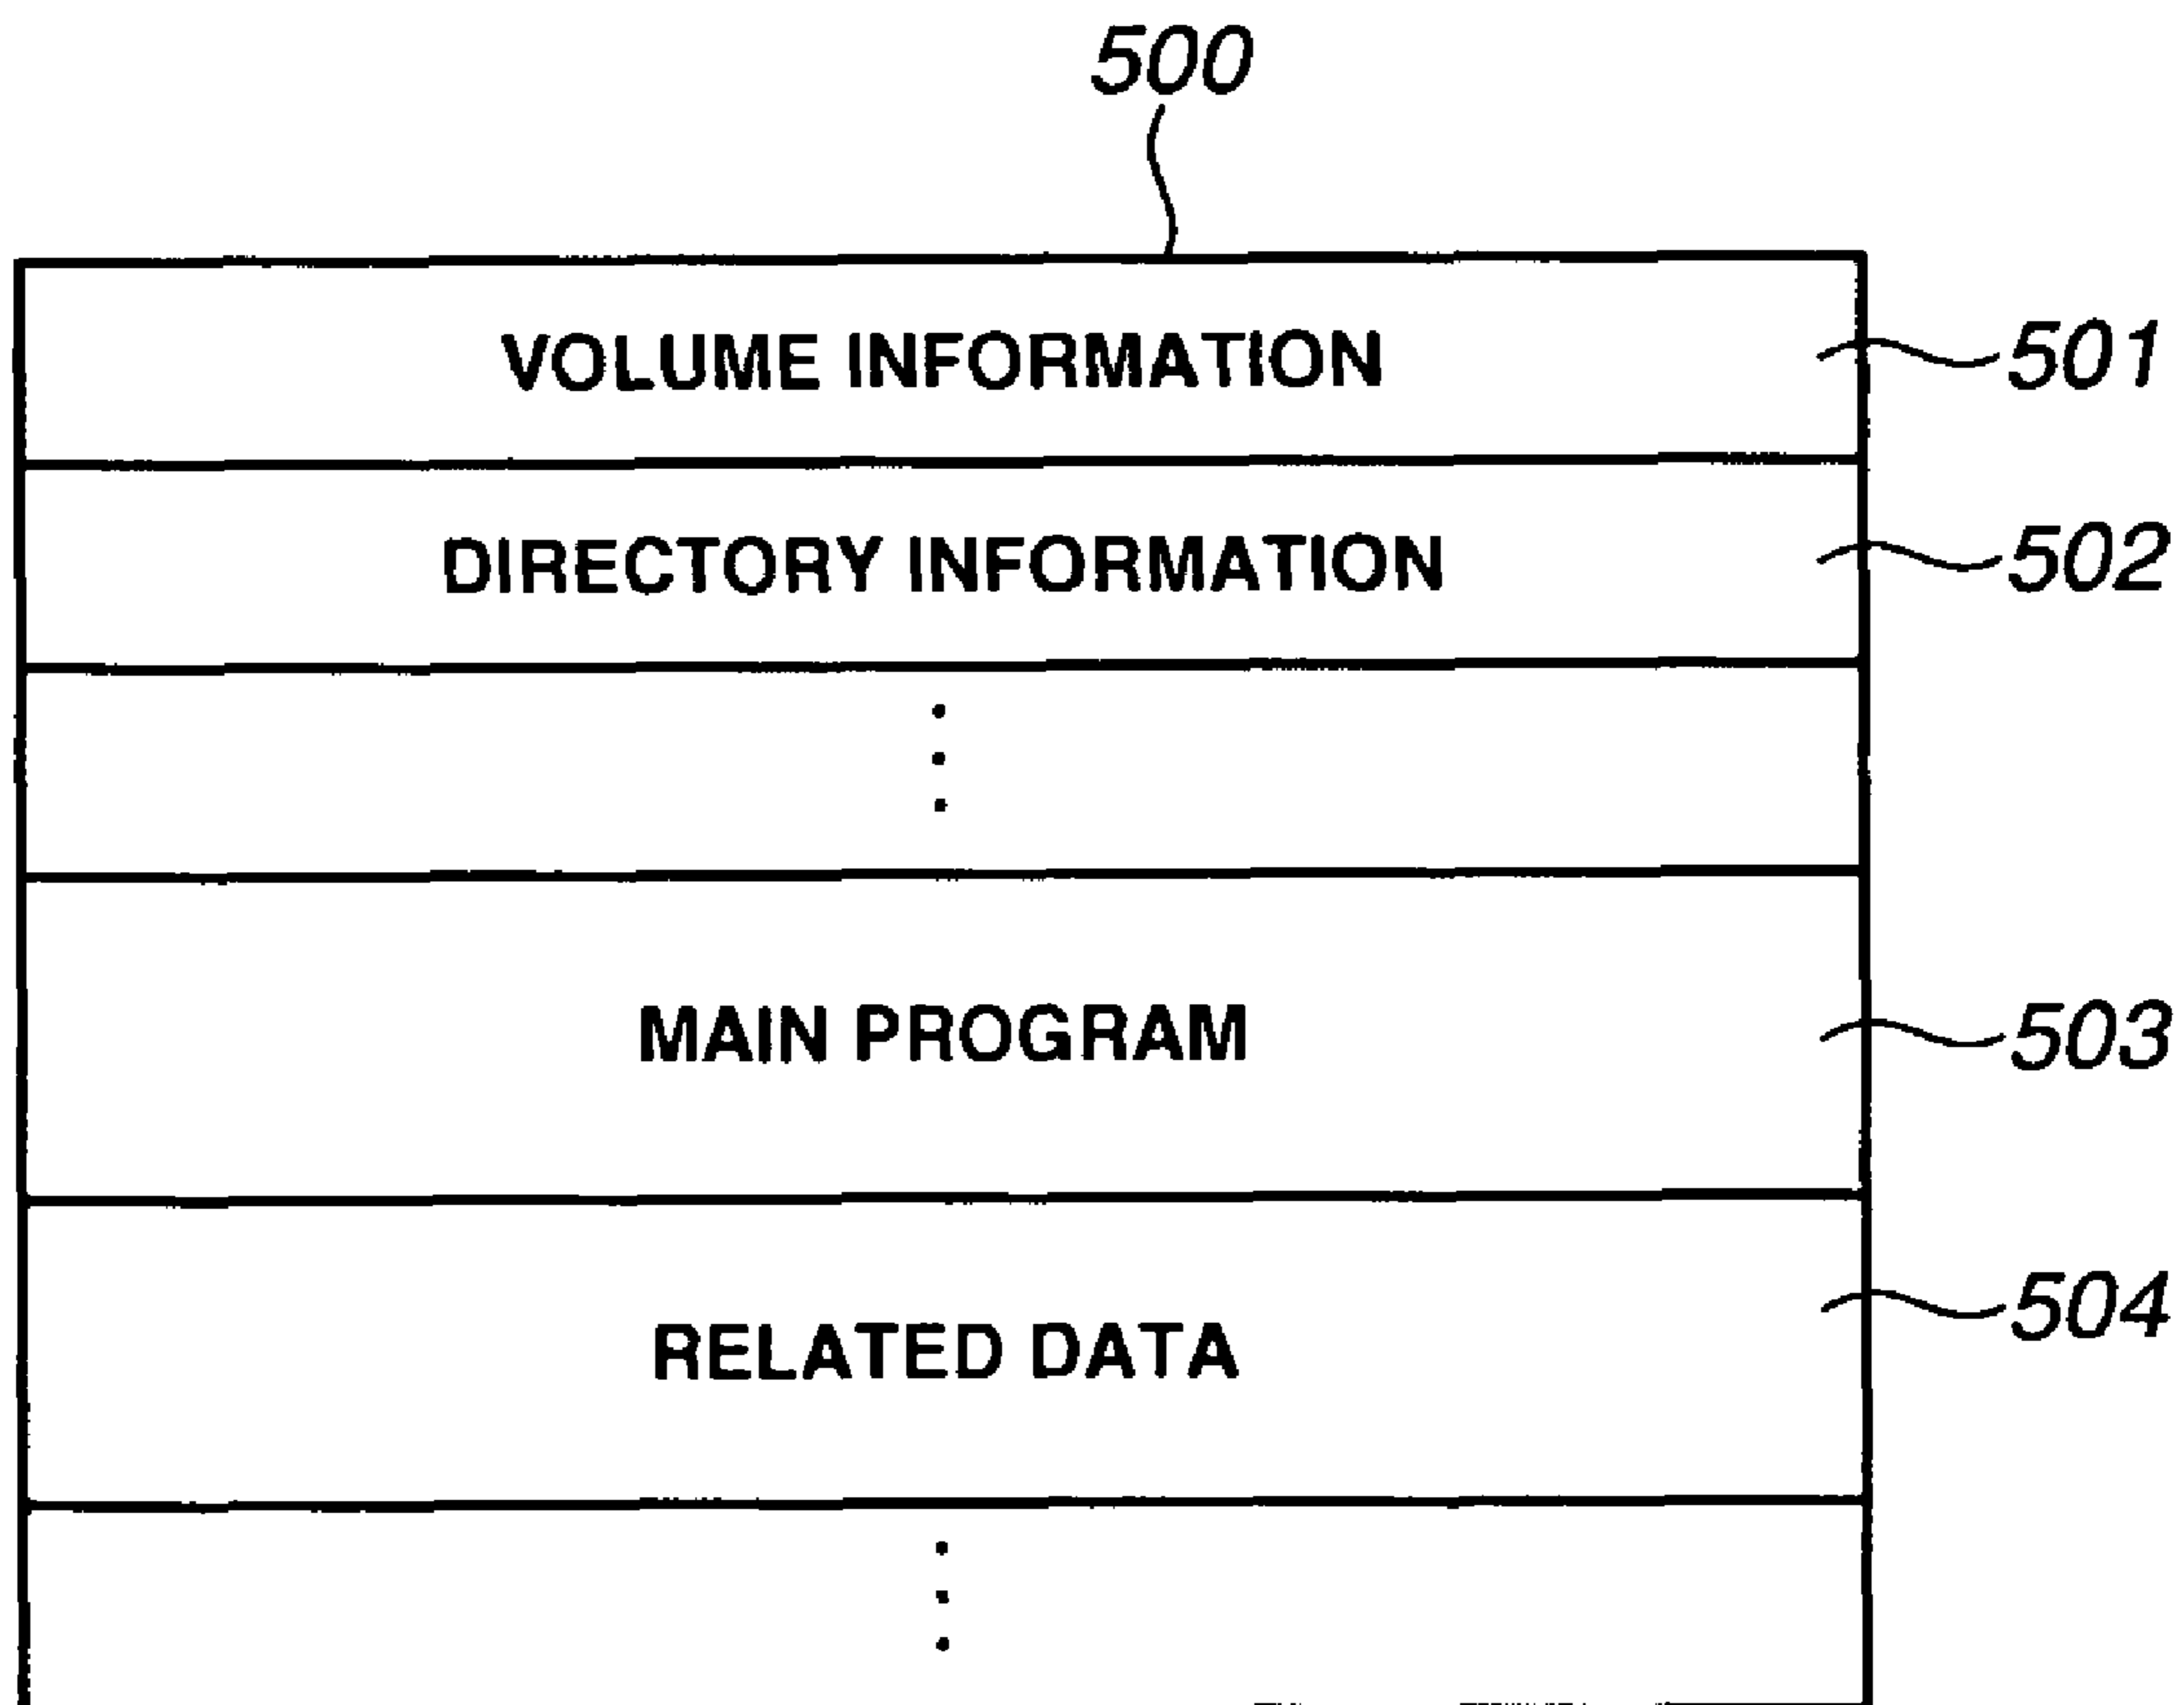 500
VOLUME INFORMATION 501
DIRECTORY INFORMATION 502
MAIN PROGRAM 503
504
RELATED DATA